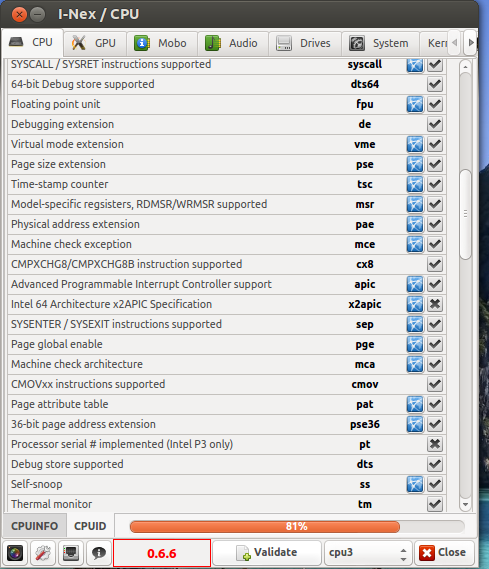 I-Nex / CPU
CPU GPU Mobo Audio Drives System Kern
SYSCALL / SYSRET instructions supported syscall
64-bit Debug store supported dts64
Floating point unit fpu
Debugging extension de
Virtual mode extension vme
Page size extension pse
Time-stamp counter tsc
Model-specific regsisters, RDMSR/WRMSR supported msr
Physical address extension pae
Machine check exception mce
CMPXCHG8/CMPXCHG8B instruction supported cx8
Advanced Programmable Interrupt Controller support apic
Intel 64 Architecture x2APIC Specification x2apic
SYSENTER / SYSEXIT instructions supported sep
Page global enable pge
Machine check architecture mca
CMOVxx instructions supported cmov
Page attribute table pat
36-bit page address extension pse36
Processor serial # implemented (Intel P3 only) pt
Debug store supported dts
Self-snoop ss
Thermal monitor tm
CPUINFO CPUID 81%
0.6.6 Validate cpu3 Close